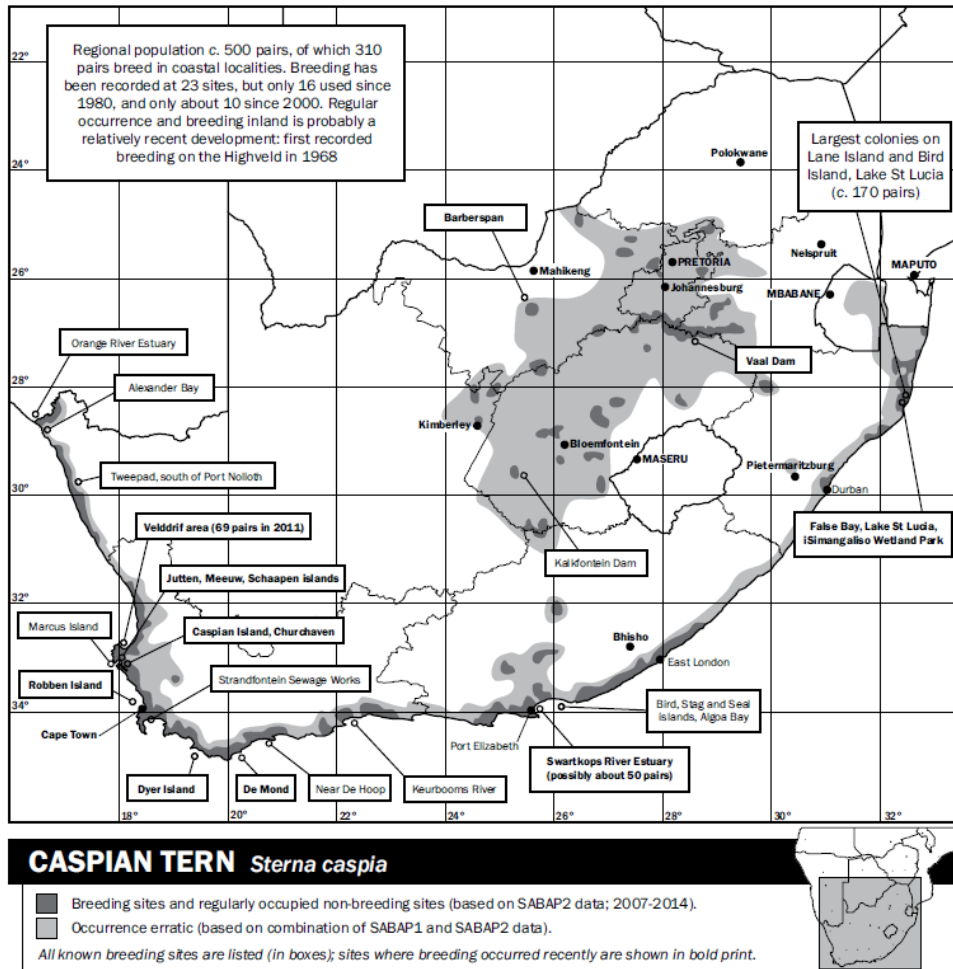 Regional population c. 500 pairs, of which 310
pairs breed in coastal localities. Breeding has
been recorded at 23 sites, but only 16 used since
1980, and only about 10 since 2000. Regular
occurrence and breeding inland is probably a
relatively recent development: first recorded
breeding on the Highveld in 1968
22°
24°
26°
28°
30°
32°
34°
Largest colonies on
Lane Island and Bird
Island, Lake St Lucia
(c. 170 pairs)
Polokwane
Barberspan
Nelspruit
PRETORIA
Mahikeng
MAPUTO
Johannesburg
MBABANE
Orange River Estuary
Vaal Dam
Alexander Bay
Kimberley
Bloemfontein
MASERU
Pietermaritzburg
Tweepad, south of Port Nolloth
Durban
Velddrif area (69 pairs in 2011)
False Bay, Lake St Lucia,
iSimangaliso Wetland Park
Kalkfontein Dam
Jutten, Meeuw, Schaapen islands
Marcus Island
Caspian Island, Churchaven
Bhisho
East London
Robben Island
Strandfontein Sewage Works
Bird, Stag and Seal
islands, Algoa Bay
Cape Town
Port Elizabeth
Swartkops River Estuary
(possibly about 50 pairs)
Dyer Island
De Mond
Near De Hoop
Keurbooms River
18°
20°
22°
24°
26°
28°
30°
32°
CASPIAN TERN Sterna caspia
Breeding sites and regularly occupied non-breeding sites (based on SABAP2 data; 2007-2014).
Occurrence erratic (based on combination of SABAP1 and SABAP2 data).
All known breeding sites are listed (in boxes); sites where breeding occurred recently are shown in bold print.